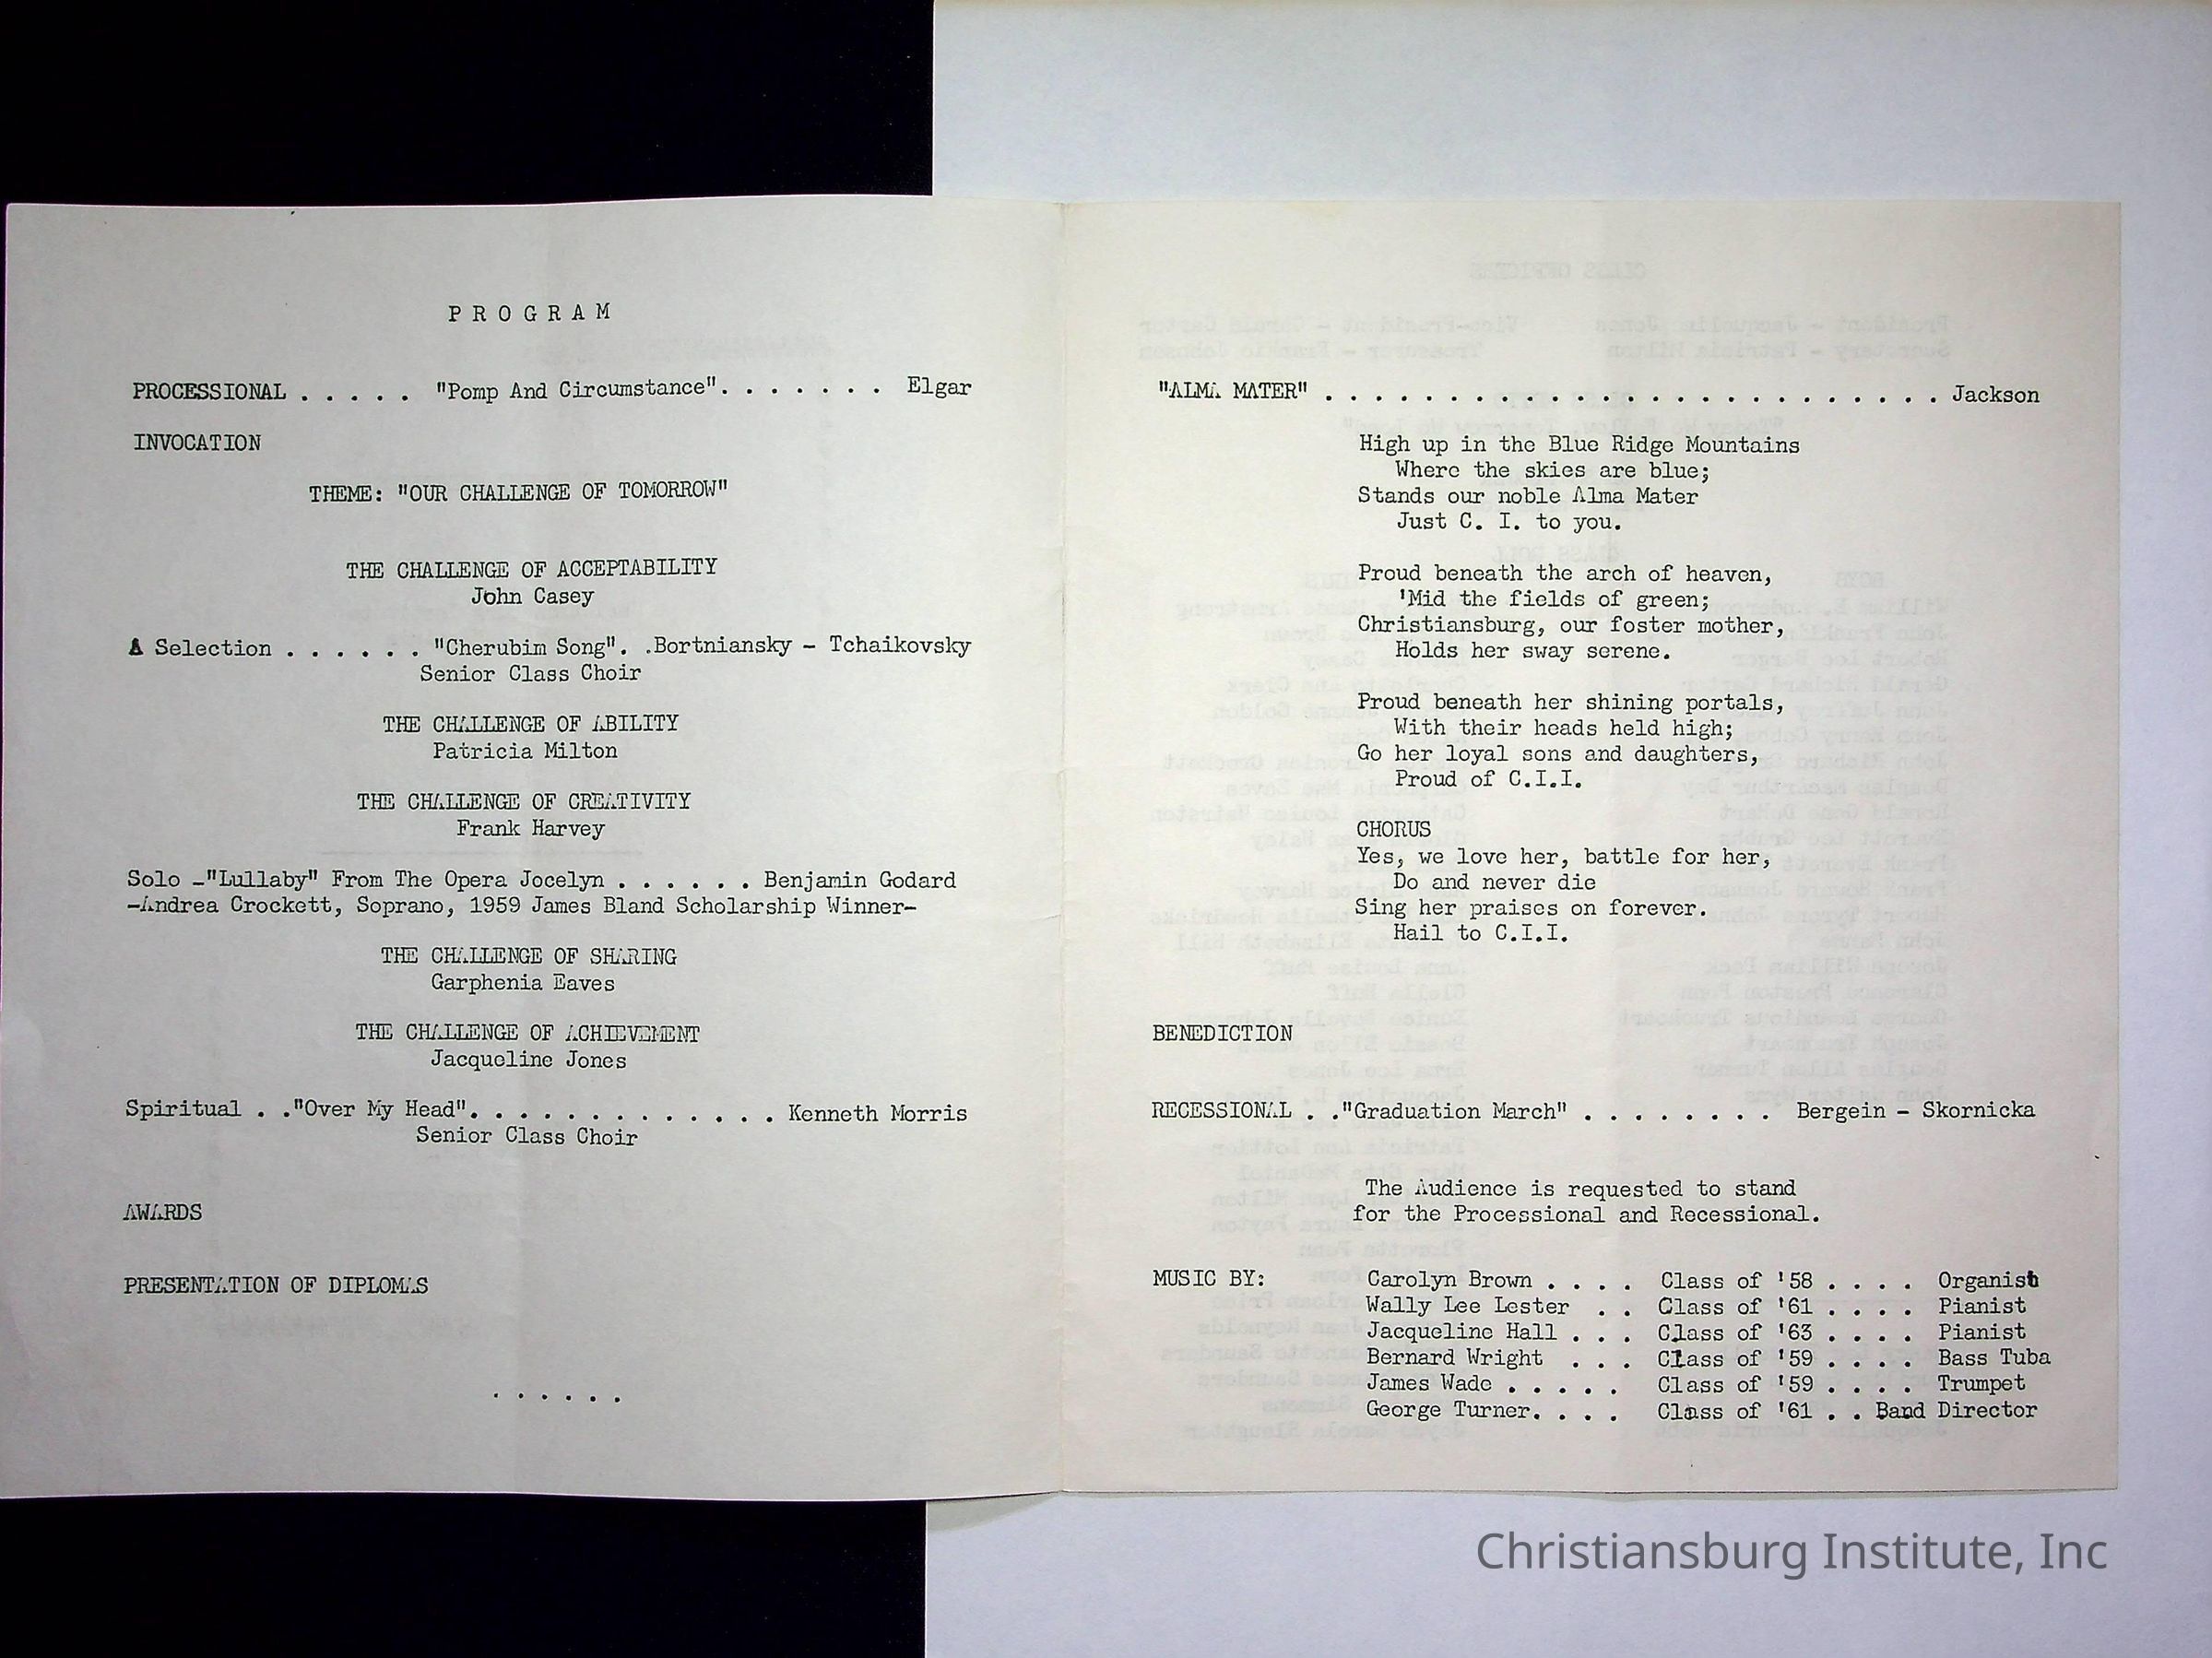 P R O G R A M
PROCESSIONAL . . . . . "Pomp And Circumstance". . . . . . . Elgar
INVOCATION
THEME: "OUR CHALLENGE OF TOMORROW"
THE CHALLENGE OF ACCEPTABILITY
John Casey
A Selection . . . . . . "Cherubim Song". .Bortniansky - Tchaikovsky
Senior Class Choir
THE CHALLENGE OF ABILITY
Patricia Milton
THE CHALLENGE OF CREATIVITY
Frank Harvey
Solo -"Lullaby" From The Opera Jocelyn . . . . . . Benjamin Godard
-Andrea Crockett, Soprano, 1959 James Bland Scholarship Winner-
THE CHALLENGE OF SHARING
Garphenia Eaves
THE CHALLENGE OF ACHIEVEMENT
Jacqueline Jones
Spiritual . ."Over My Head". . . . . . . . . . . . . Kenneth Morris
Senior Class Choir
AWARDS
PRESENTATION OF DIPLOMAS
. . . . . .
"ALMA MATER" . . . . . . . . . . . . . . . . . . . . . . . . . Jackson
High up in the Blue Ridge Mountains
Where the skies are blue;
Stands our noble Alma Mater
Just C. I. to you.
Proud beneath the arch of heaven,
'Mid the fields of green;
Christiansburg, our foster mother,
Holds her sway serene.
Proud beneath her shining portals,
With their heads held high;
Go her loyal sons and daughters,
Proud of C.I.I.
CHORUS
Yes, we love her, battle for her,
Do and never die
Sing her praises on forever.
Hail to C.I.I.
BENEDICTION
RECESSIONAL . ."Graduation March" . . . . . . . . Bergein - Skornicka
The Audience is requested to stand
for the Processional and Recessional.
MUSIC BY: Carolyn Brown . . . . Class of '58 . . . . Organist
Wally Lee Lester . . Class of '61 . . . . Pianist
Jacqueline Hall . . . Class of '63 . . . . Pianist
Bernard Wright . . . Class of '59 . . . . Bass Tuba
James Wade . . . . . Class of '59 . . . . Trumpet
George Turner. . . . Class of '61 . . Band Director
Christiansburg Institute, Inc